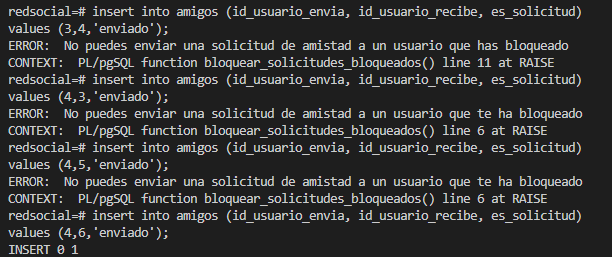 redsocial=# insert into amigos (id_usuario_envia, id_usuario_recibe, es_solicitud)
values (3,4,'enviado');
ERROR:  No puedes enviar una solicitud de amistad a un usuario que has bloqueado
CONTEXT:  PL/pgSQL function bloquear_solicitudes_bloqueados() line 11 at RAISE
redsocial=# insert into amigos (id_usuario_envia, id_usuario_recibe, es_solicitud)
values (4,3,'enviado');
ERROR:  No puedes enviar una solicitud de amistad a un usuario que te ha bloqueado
CONTEXT:  PL/pgSQL function bloquear_solicitudes_bloqueados() line 6 at RAISE
redsocial=# insert into amigos (id_usuario_envia, id_usuario_recibe, es_solicitud)
values (4,5,'enviado');
ERROR:  No puedes enviar una solicitud de amistad a un usuario que te ha bloqueado
CONTEXT:  PL/pgSQL function bloquear_solicitudes_bloqueados() line 6 at RAISE
redsocial=# insert into amigos (id_usuario_envia, id_usuario_recibe, es_solicitud)
values (4,6,'enviado');
INSERT 0 1